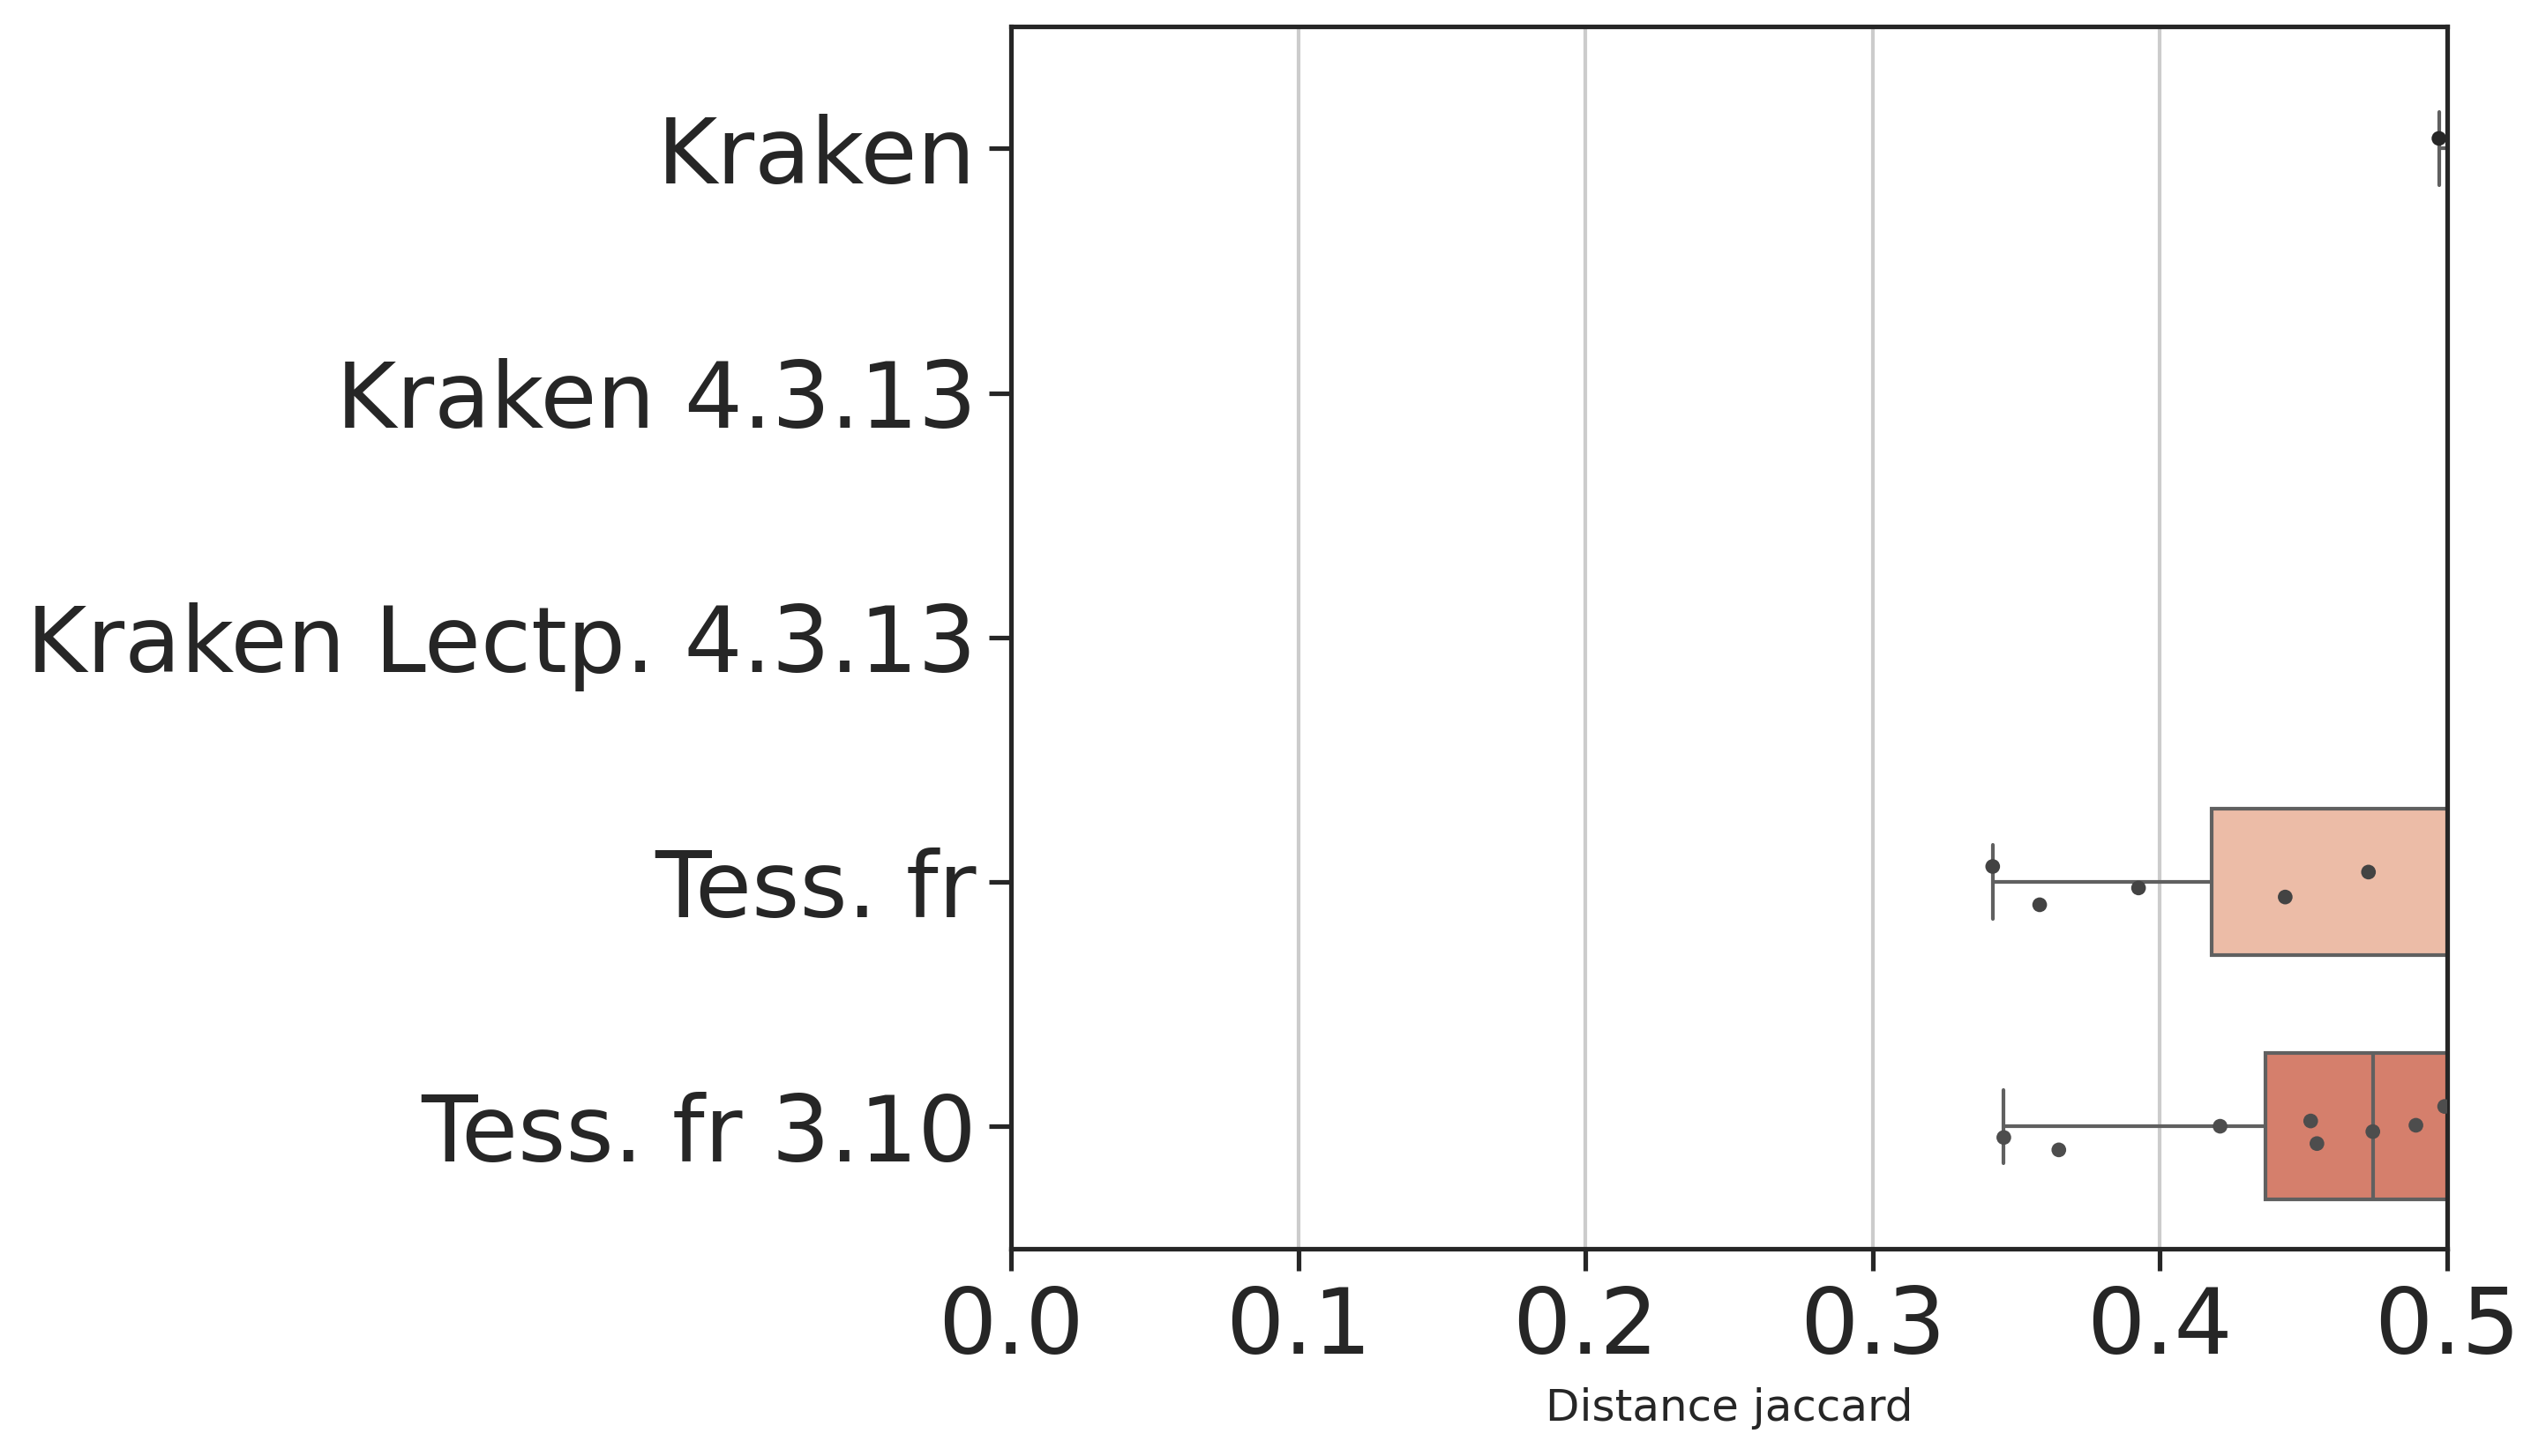 Kraken
Kraken 4.3.13
Kraken Lectp. 4.3.13
Tess. fr
Tess. fr 3.10
0.0 0.1 0.2 0.3 0.4 0.5
Distance jaccard